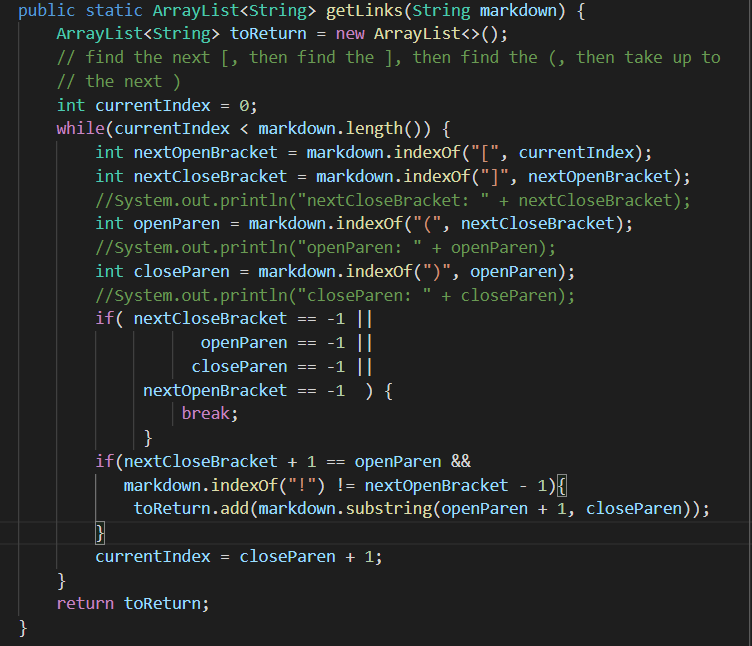 public static ArrayList<String> getLinks(String markdown) {
    ArrayList<String> toReturn = new ArrayList<>();
    // find the next [, then find the ], then find the (, then take up to
    // the next )
    int currentIndex = 0;
    while(currentIndex < markdown.length()) {
        int nextOpenBracket = markdown.indexOf("[", currentIndex);
        int nextCloseBracket = markdown.indexOf("]", nextOpenBracket);
        //System.out.println("nextCloseBracket: " + nextCloseBracket);
        int openParen = markdown.indexOf("(", nextCloseBracket);
        //System.out.println("openParen: " + openParen);
        int closeParen = markdown.indexOf(")", openParen);
        //System.out.println("closeParen: " + closeParen);
        if( nextCloseBracket == -1 ||
                   openParen == -1 ||
                  closeParen == -1 ||
             nextOpenBracket == -1  ) {
                 break;
             }
        if(nextCloseBracket + 1 == openParen &&
           markdown.indexOf("!") != nextOpenBracket - 1){
            toReturn.add(markdown.substring(openParen + 1, closeParen));
        }
        currentIndex = closeParen + 1;
    }
    return toReturn;
}